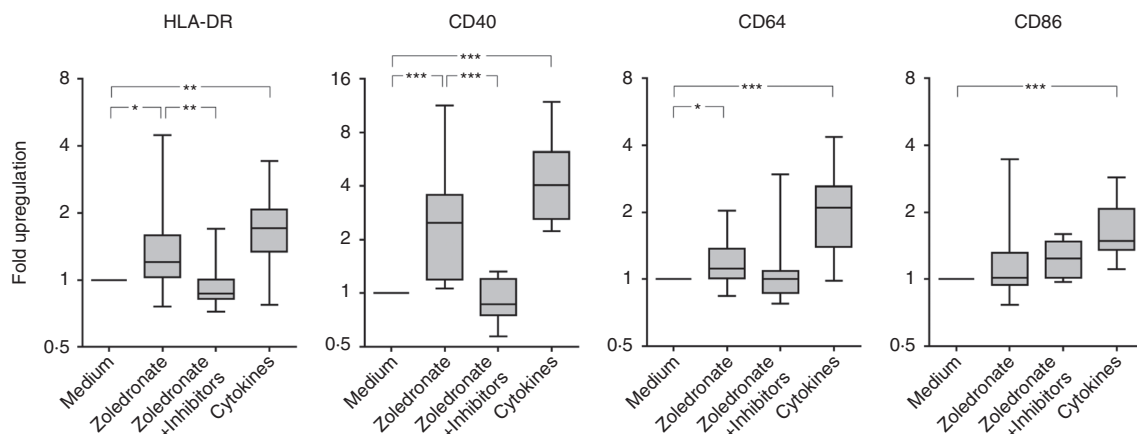 HLA-DR
CD40
CD64
CD86
Fold upregulation
8
4
2
1
0·5
**
*
**
Medium
Zoledronate
Zoledronate
+Inhibitors
Cytokines
16
8
4
2
1
0·5
***
***
***
Medium
Zoledronate
Zoledronate
+Inhibitors
Cytokines
8
4
2
1
0·5
***
*
Medium
Zoledronate
Zoledronate
+Inhibitors
Cytokines
8
4
2
1
0·5
***
Medium
Zoledronate
Zoledronate
+Inhibitors
Cytokines